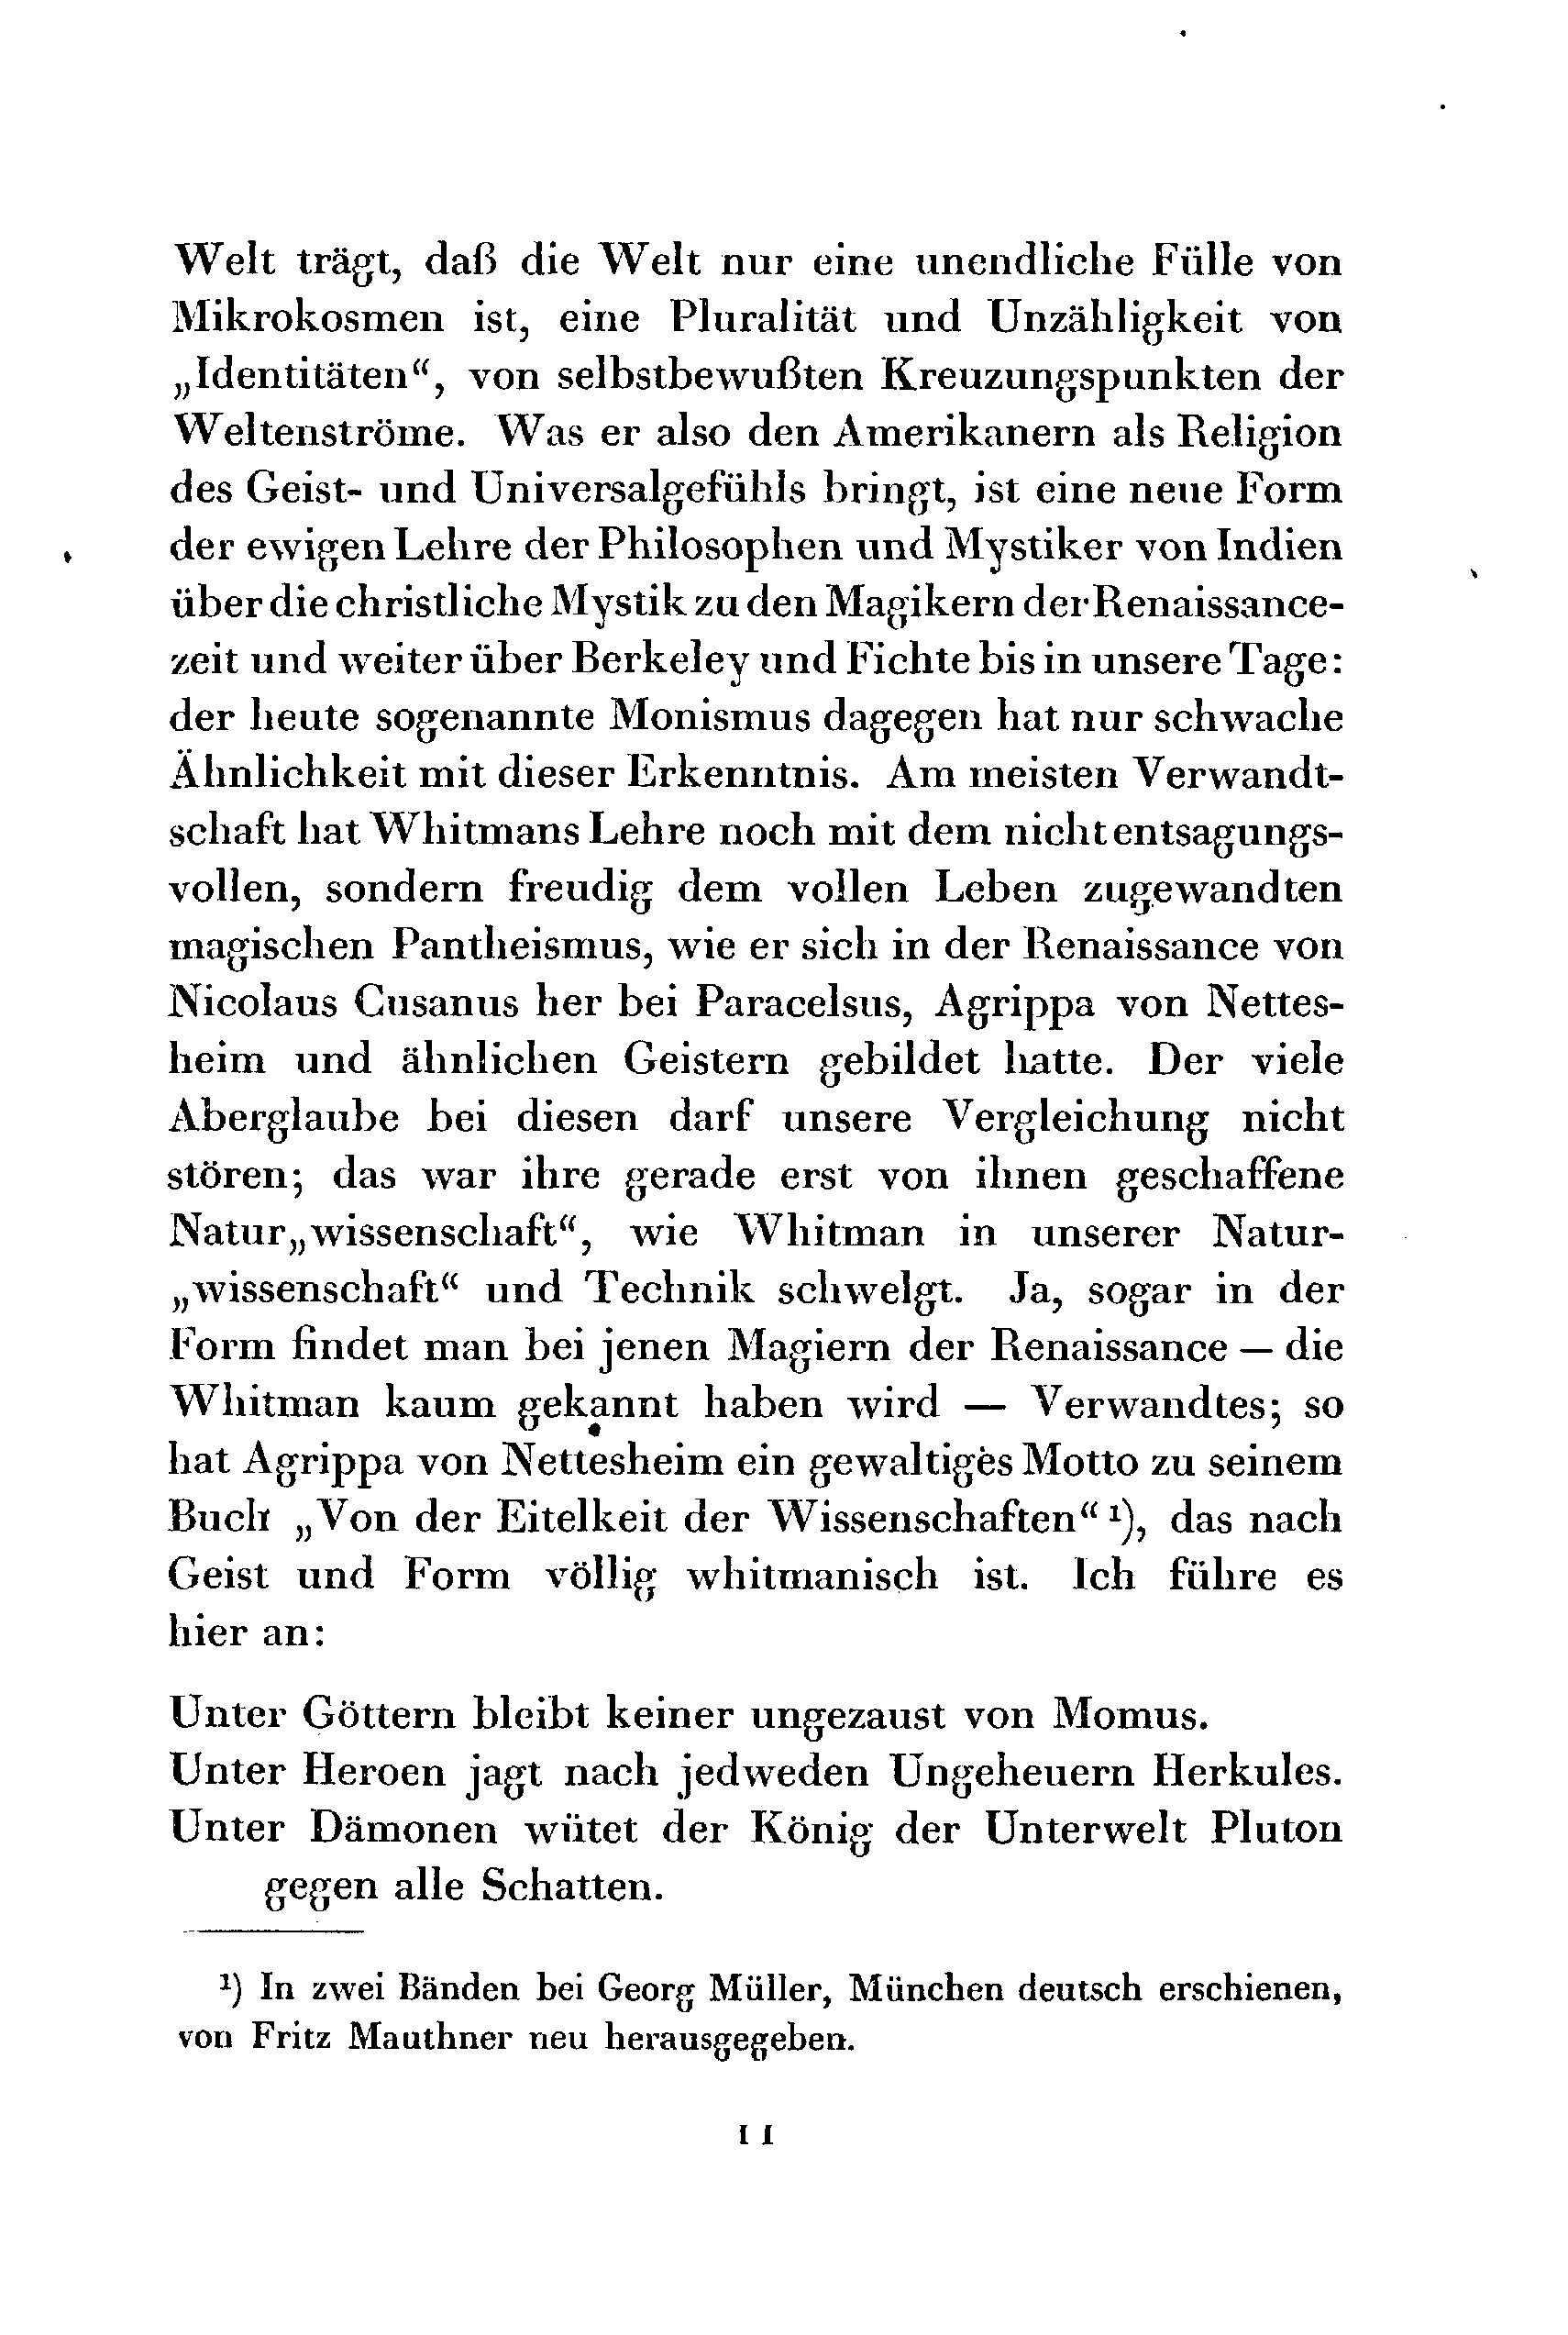 Welt trägt, daß die Welt nur eine unendliche Fülle von
Mikrokosmen ist, eine Pluralität und Unzähligkeit von
„Identitäten“, von selbstbewußten Kreuzungspunkten der
Weltenströme. Was er also den Amerikanern als Religion
des Geist- und Universalgefühls bringt, ist eine neue Form
der ewigen Lehre der Philosophen und Mystiker von Indien
über die christliche Mystik zu den Magikern der Renaissance-
zeit und weiter über Berkeley und Fichte bis in unsere Tage:
der heute sogenannte Monismus dagegen hat nur schwache
Ähnlichkeit mit dieser Erkenntnis. Am meisten Verwandt-
schaft hat Whitmans Lehre noch mit dem nicht entsagungs-
vollen, sondern freudig dem vollen Leben zugewandten
magischen Pantheismus, wie er sich in der Renaissance von
Nicolaus Cusanus her bei Paracelsus, Agrippa von Nettes-
heim und ähnlichen Geistern gebildet hatte. Der viele
Aberglaube bei diesen darf unsere Vergleichung nicht
stören; das war ihre gerade erst von ihnen geschaffene
Natur„wissenschaft“, wie Whitman in unserer Natur-
„wissenschaft“ und Technik schwelgt. Ja, sogar in der
Form findet man bei jenen Magiern der Renaissance — die
Whitman kaum gekannt haben wird — Verwandtes; so
hat Agrippa von Nettesheim ein gewaltiges Motto zu seinem
Buch „Von der Eitelkeit der Wissenschaften“ ¹), das nach
Geist und Form völlig whitmanisch ist. Ich führe es
hier an:
Unter Göttern bleibt keiner ungezaust von Momus.
Unter Heroen jagt nach jedweden Ungeheuern Herkules.
Unter Dämonen wütet der König der Unterwelt Pluton
gegen alle Schatten.
¹) In zwei Bänden bei Georg Müller, München deutsch erschienen,
von Fritz Mauthner neu herausgegeben.
11